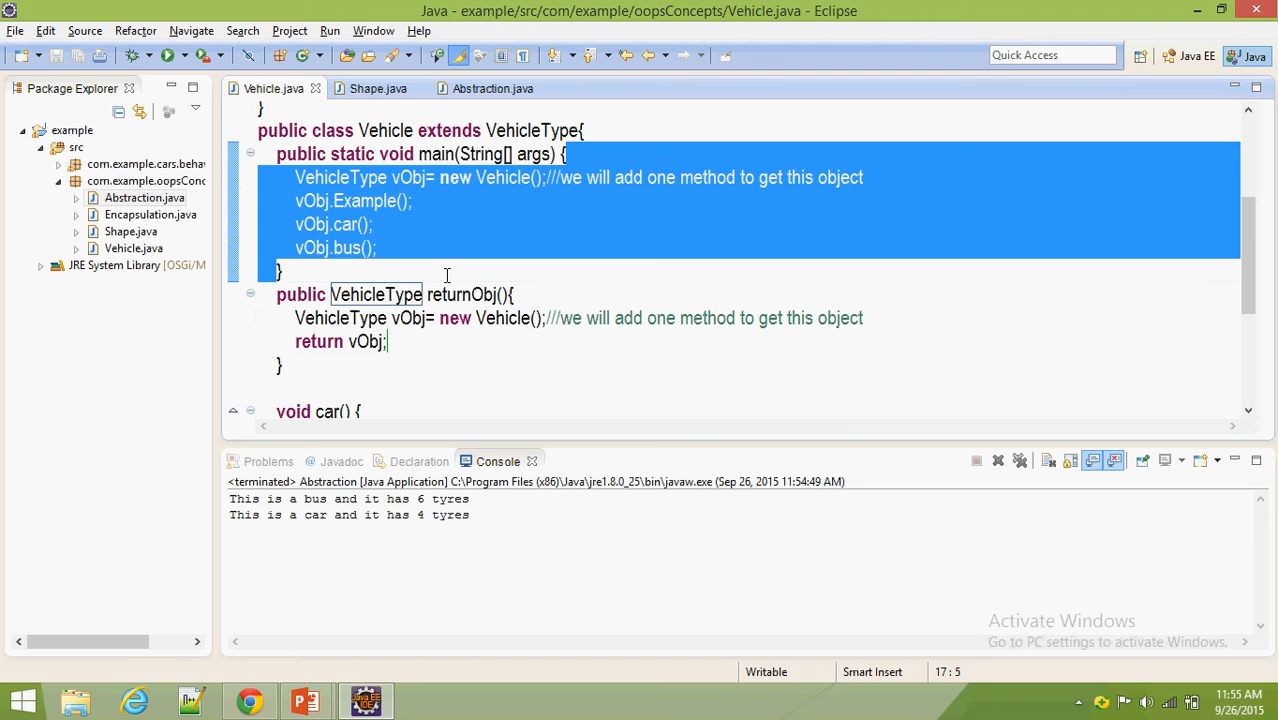 Java - example/src/com/example/oopsConcepts/Vehicle.java - Eclipse
File Edit Source Refactor Navigate Search Project Run Window Help
Quick Access
Java EE
Java
Package Explorer
Vehicle.java
Shape.java
Abstraction.java
example
src
com.example.cars.behav
com.example.oopsConc
Abstraction.java
Encapsulation.java
Shape.java
Vehicle.java
JRE System Library [OSGi/M
}
public class Vehicle extends VehicleType{
public static void main(String[] args) {
VehicleType vObj= new Vehicle();///we will add one method to get this object
vObj.Example();
vObj.car();
vObj.bus();
}
public VehicleType returnObj(){
VehicleType vObj= new Vehicle();///we will add one method to get this object
return vObj;
}
void car() {
Problems @ Javadoc Declaration Console
<terminated> Abstraction [Java Application] C:\Program Files (x86)\Java\jre1.8.0_25\bin\javaw.exe (Sep 26, 2015 11:54:49 AM)
This is a bus and it has 6 tyres
This is a car and it has 4 tyres
Activate Windows
Go to PC settings to activate Windows.
Writable
Smart Insert
17 : 5
Java EE
IDE
11:55 AM
9/26/2015